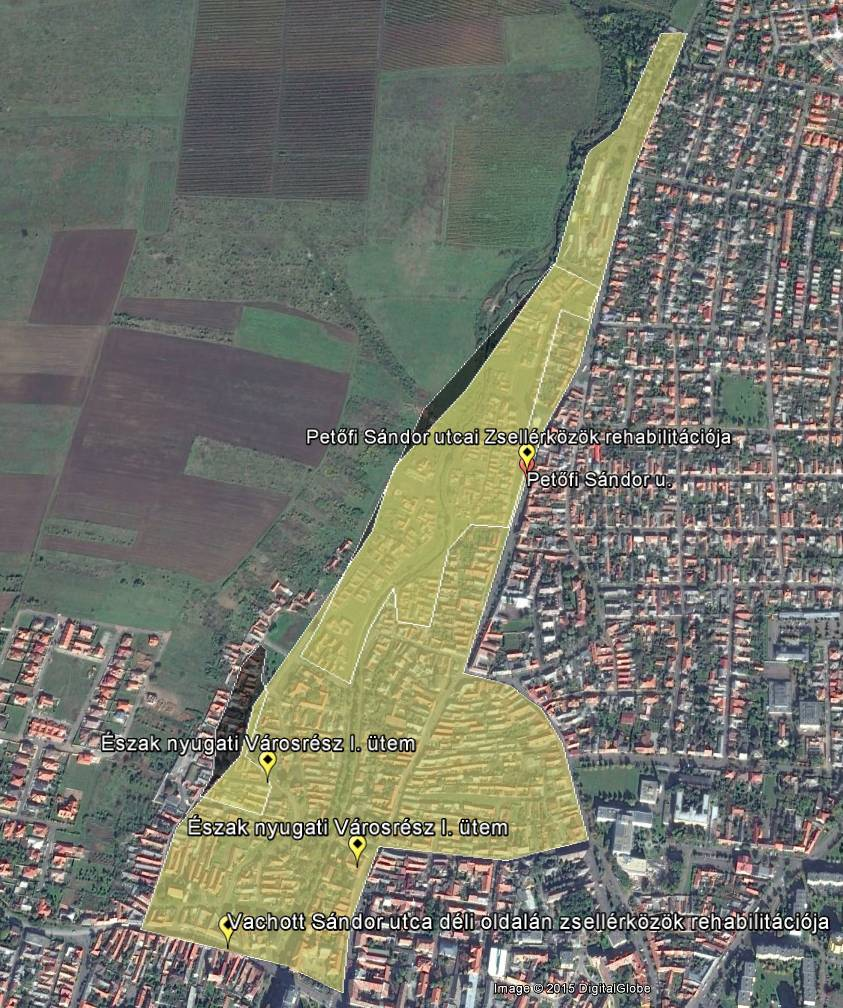 Petőfi Sándor utcai Zsellérközök rehabilitációja
Petőfi Sándor u.
Észak nyugati Városrész I. ütem
Észak nyugati Városrész I. ütem
Vachott Sándor utca déli oldalán zsellérközök rehabilitációja
Image © 2015 DigitalGlobe